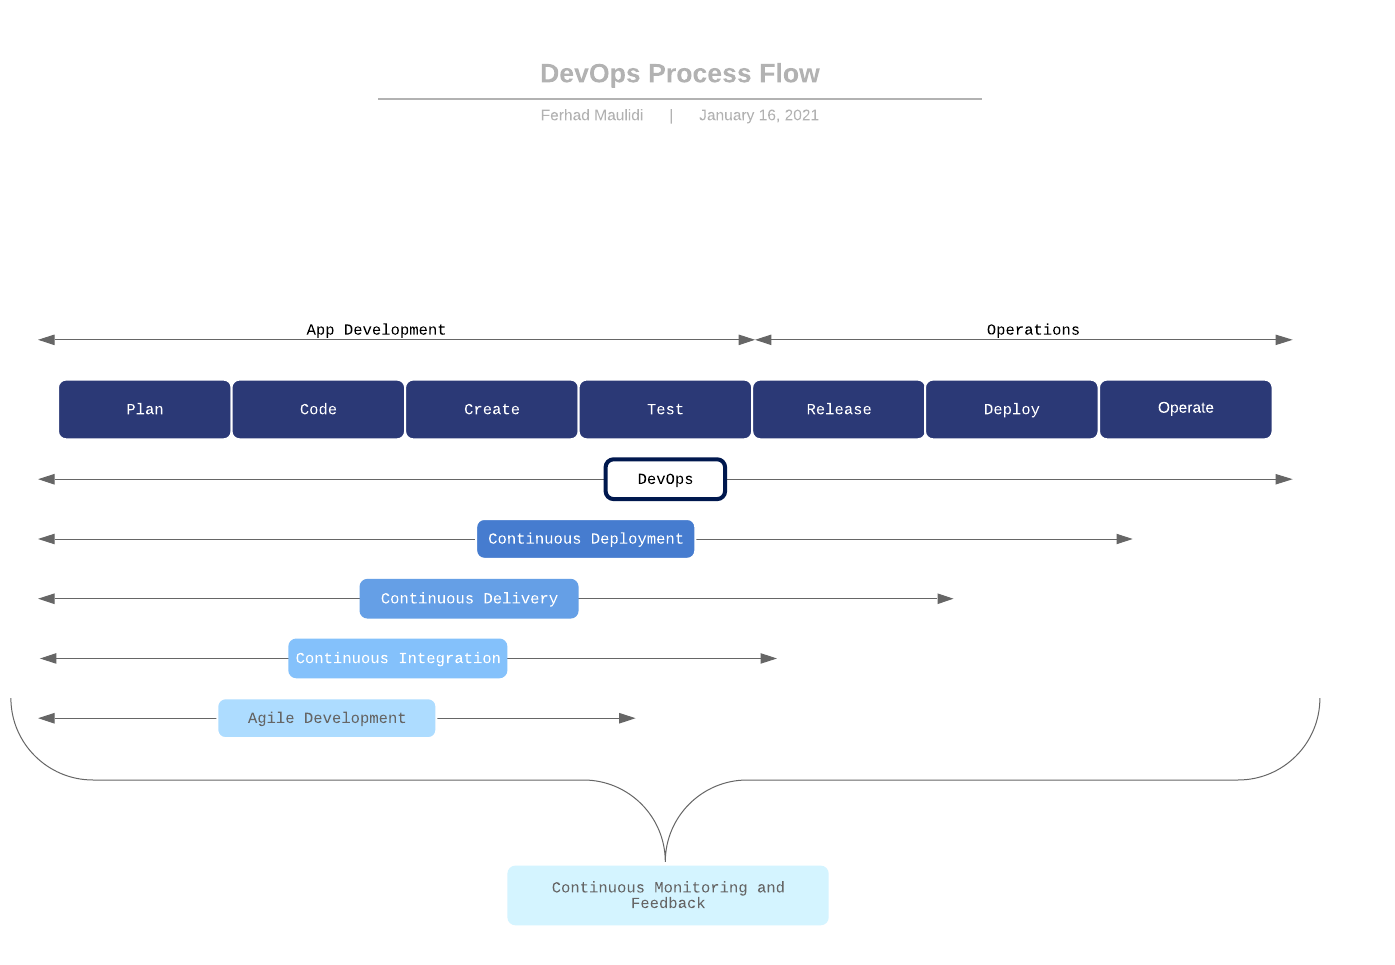 DevOps Process Flow
Ferhad Maulidi | January 16, 2021
App Development
Operations
Plan
Code
Create
Test
Release
Deploy
Operate
DevOps
Continuous Deployment
Continuous Delivery
Continuous Integration
Agile Development
Continuous Monitoring and
Feedback